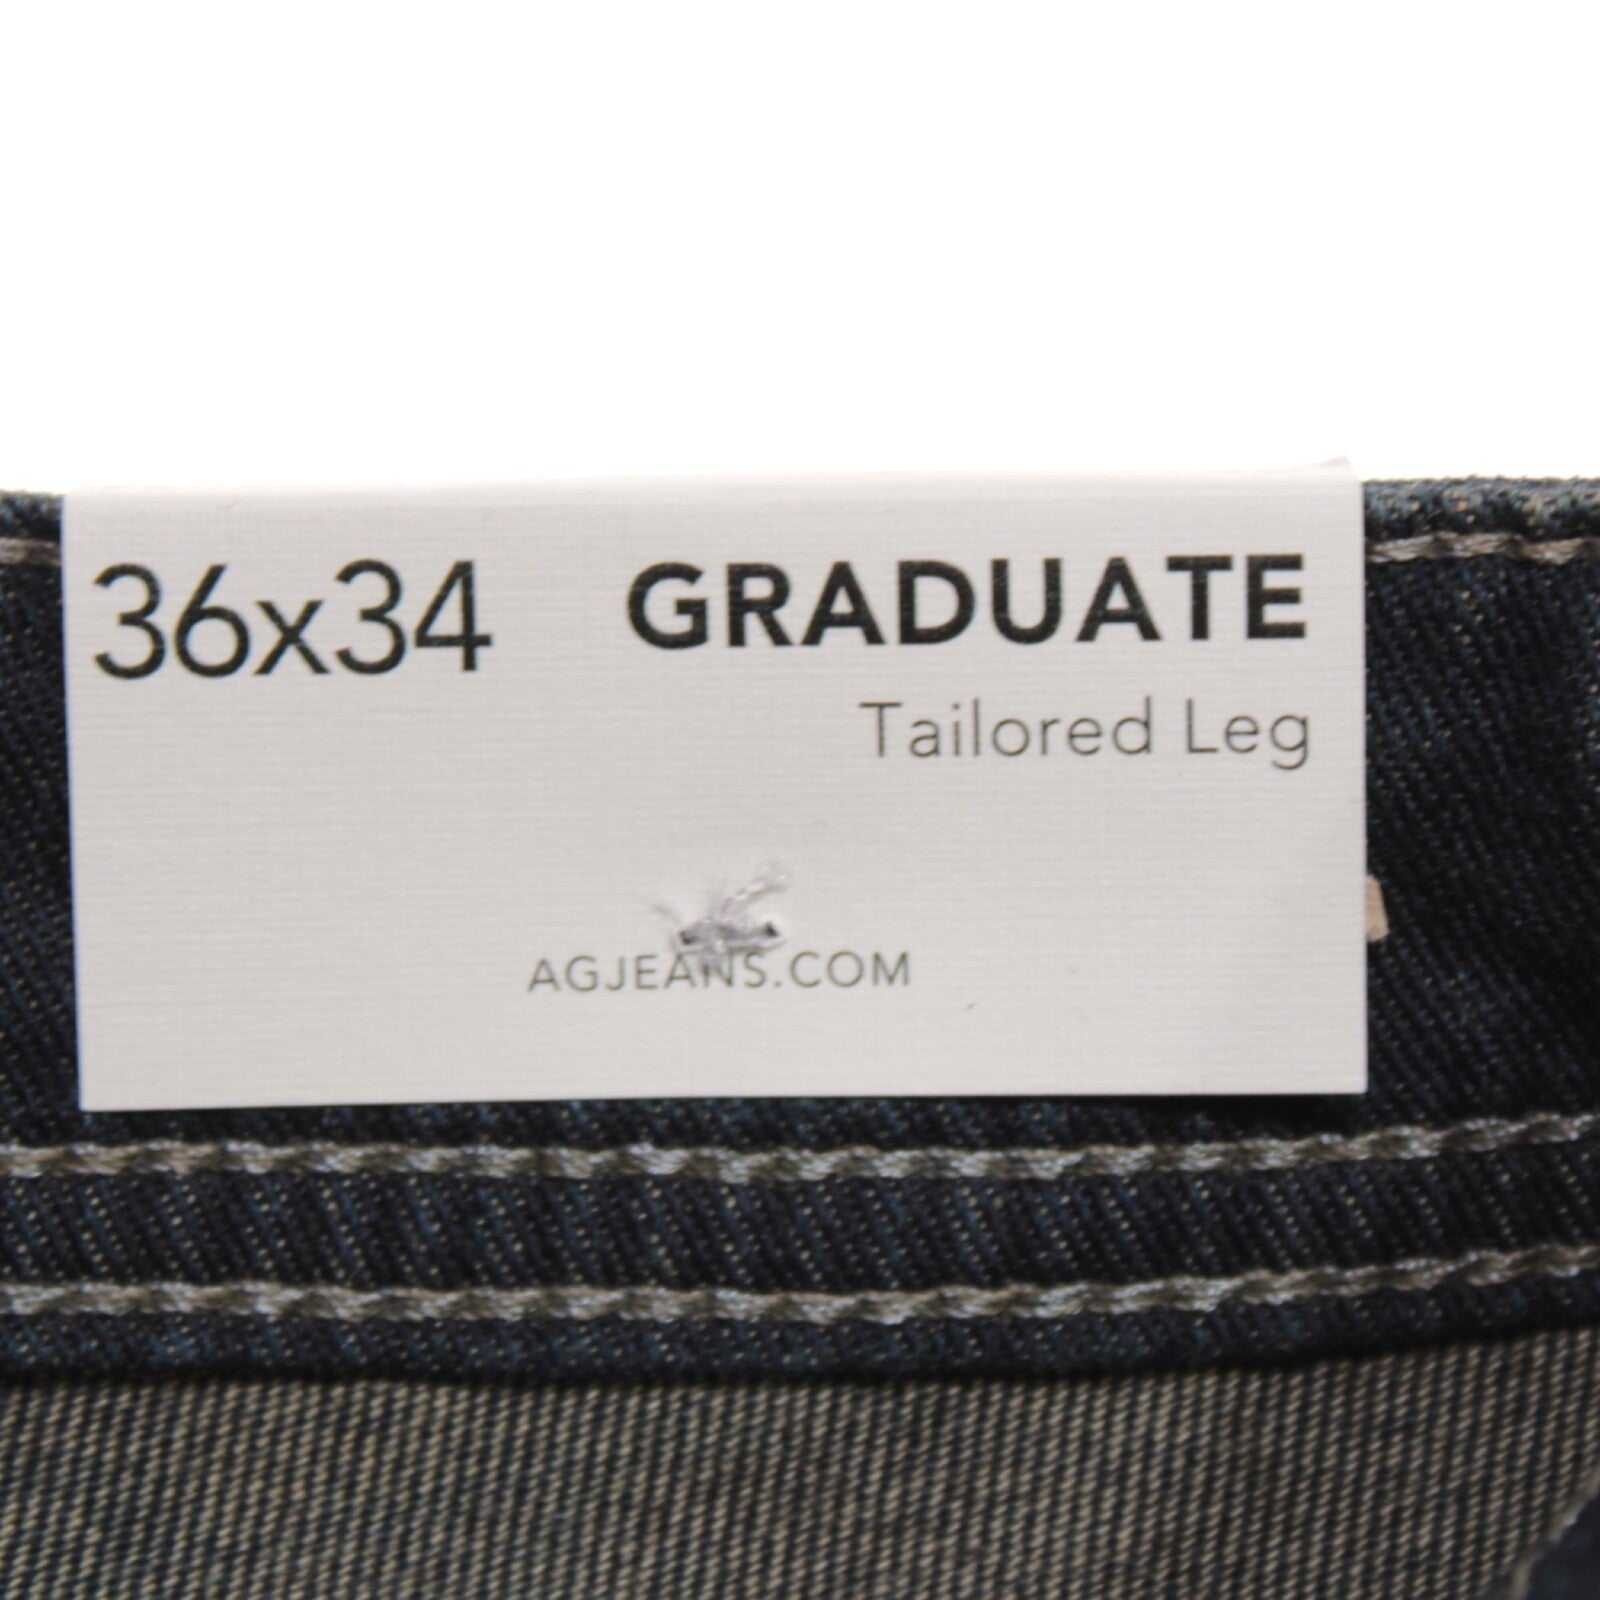 36x34 GRADUATE
Tailored Leg
AGJEANS.COM